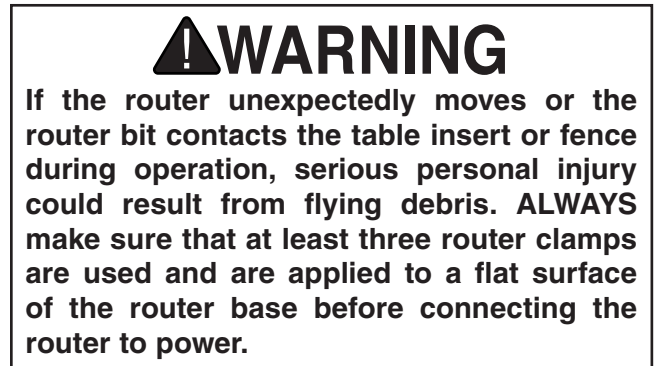 WARNING
If the router unexpectedly moves or the
router bit contacts the table insert or fence
during operation, serious personal injury
could result from flying debris. ALWAYS
make sure that at least three router clamps
are used and are applied to a flat surface
of the router base before connecting the
router to power.